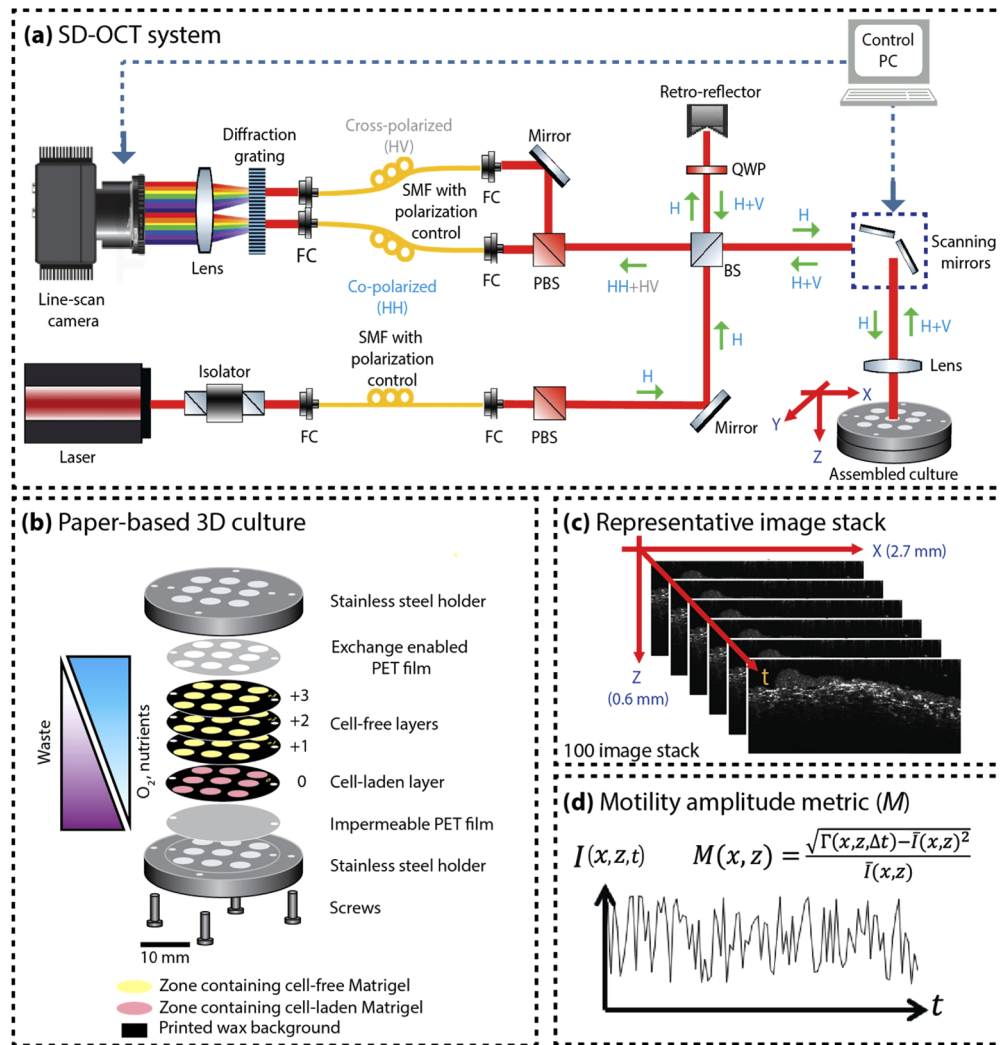 (a) SD-OCT system
Control
PC
Retro-reflector
Diffraction
grating
Cross-polarized
(HV)
Mirror
QWP
FC
SMF with
polarization
control
H
H+V
H
Scanning
mirrors
Lens
FC
FC
PBS
BS
HH+HV
H+V
Line-scan
camera
Co-polarized
(HH)
H
H
H+V
Isolator
SMF with
polarization
control
H
Lens
X
Y
Z
Laser
FC
FC
PBS
Mirror
Assembled culture
(b) Paper-based 3D culture
Stainless steel holder
Exchange enabled
PET film
+3
+2
Cell-free layers
+1
0
Cell-laden layer
Waste
O₂, nutrients
Impermeable PET film
Stainless steel holder
Screws
10 mm
Zone containing cell-free Matrigel
Zone containing cell-laden Matrigel
Printed wax background
(c) Representative image stack
X (2.7 mm)
Z
(0.6 mm)
t
100 image stack
(d) Motility amplitude metric (M)
I(x,z,t) M(x,z) = √Γ(x,z,Δt)−Ī(x,z)² / Ī(x,z)
t